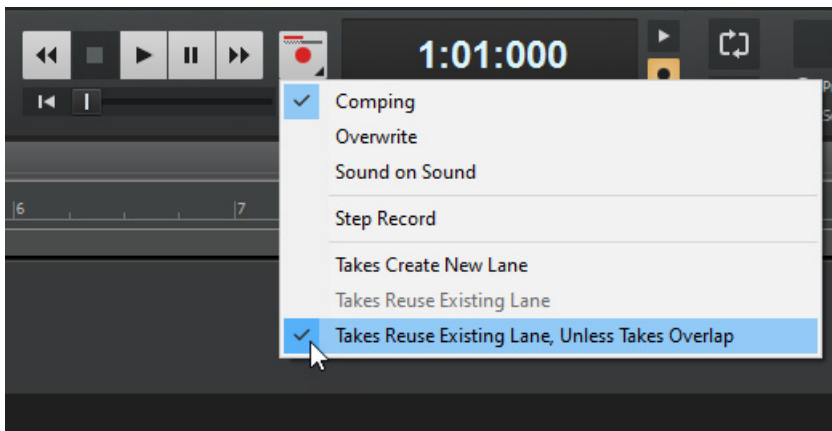 1:01:000
Comping
Overwrite
Sound on Sound
6
7
Step Record
Takes Create New Lane
Takes Reuse Existing Lane
Takes Reuse Existing Lane, Unless Takes Overlap